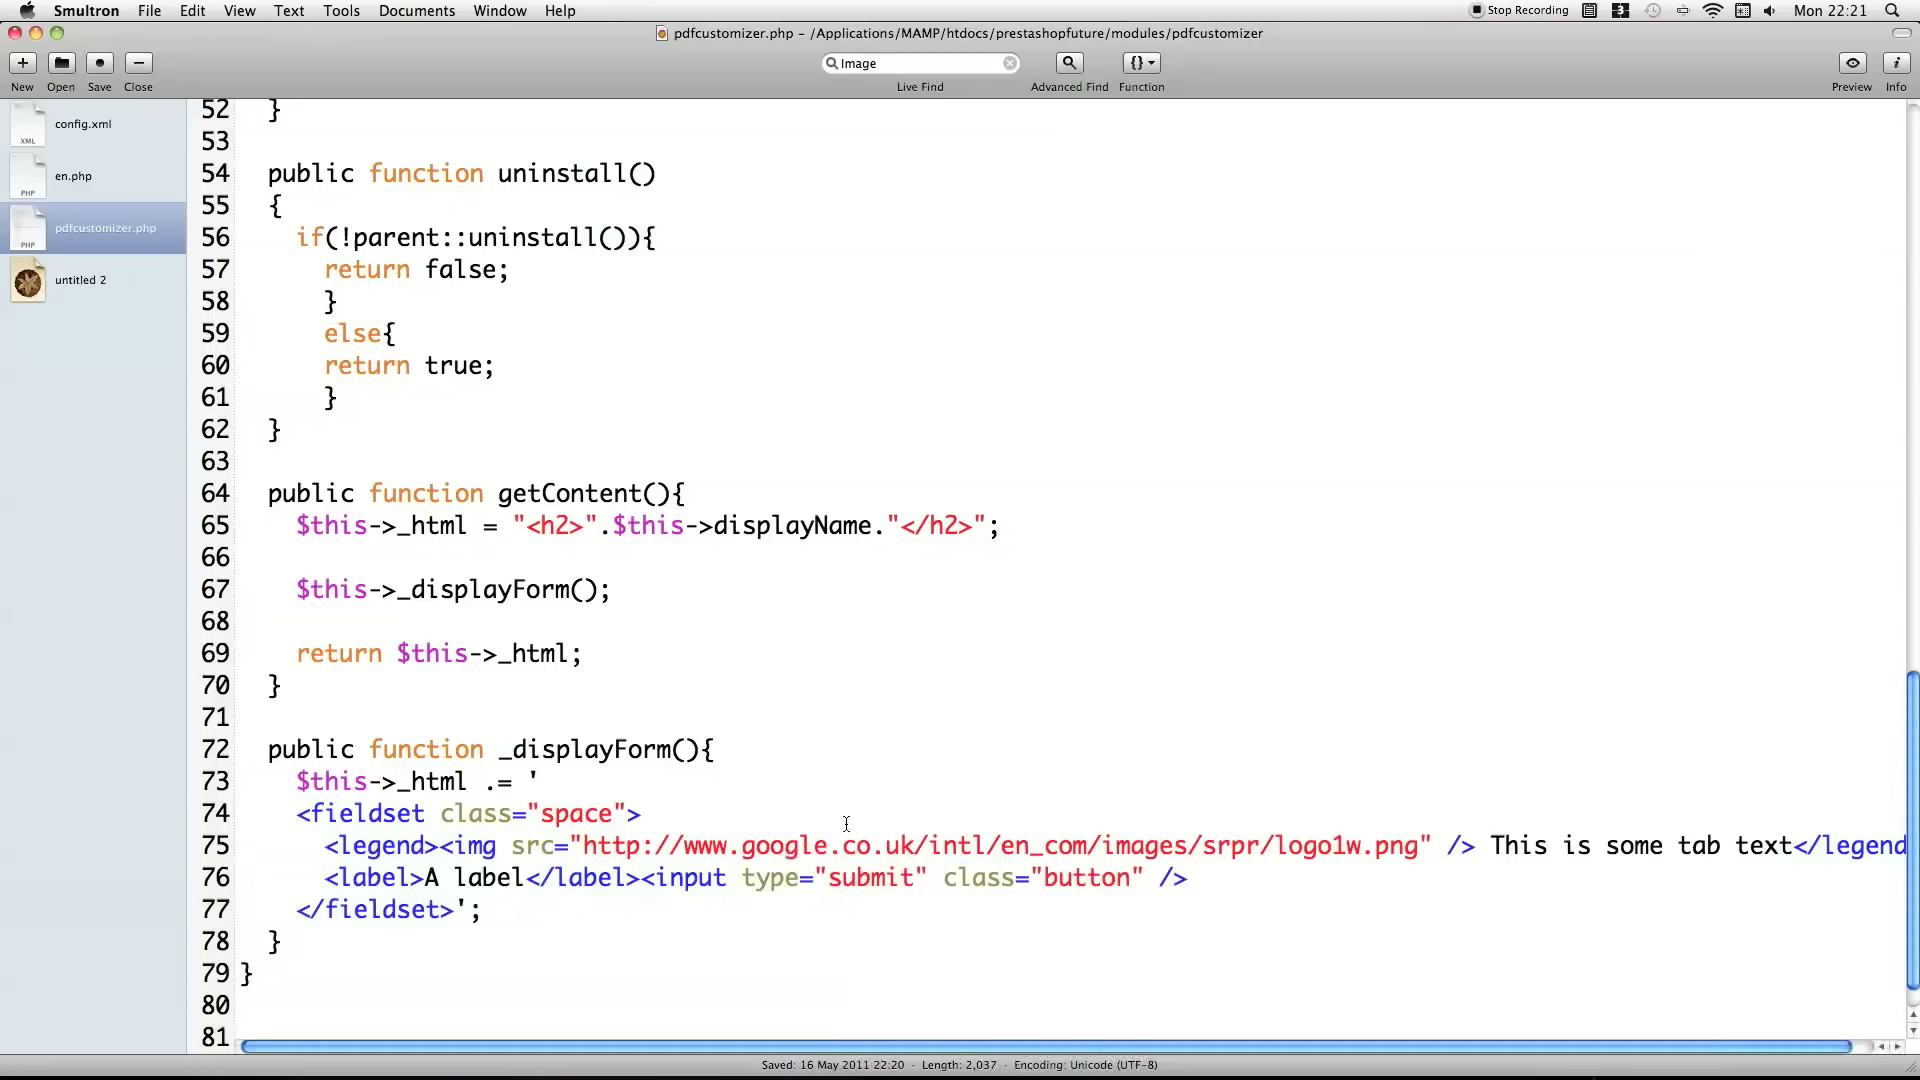 Smultron File Edit View Text Tools Documents Window Help Stop Recording 3 Mon 22:21
pdfcustomizer.php – /Applications/MAMP/htdocs/prestashopfuture/modules/pdfcustomizer
Image {}
New Open Save Close Live Find Advanced Find Function Preview Info
config.xml
XML
en.php
PHP
pdfcustomizer.php
PHP
untitled 2
52 }
53
54 public function uninstall()
55 {
56 if(!parent::uninstall()){
57 return false;
58 }
59 else{
60 return true;
61 }
62 }
63
64 public function getContent(){
65 $this->_html = "<h2>".$this->displayName."</h2>";
66
67 $this->_displayForm();
68
69 return $this->_html;
70 }
71
72 public function _displayForm(){
73 $this->_html .= '
74 <fieldset class="space">
75 <legend><img src="http://www.google.co.uk/intl/en_com/images/srpr/logo1w.png" /> This is some tab text</legend
76 <label>A label</label><input type="submit" class="button" />
77 </fieldset>';
78 }
79 }
80
81
Saved: 16 May 2011 22:20 · Length: 2,037 · Encoding: Unicode (UTF-8)